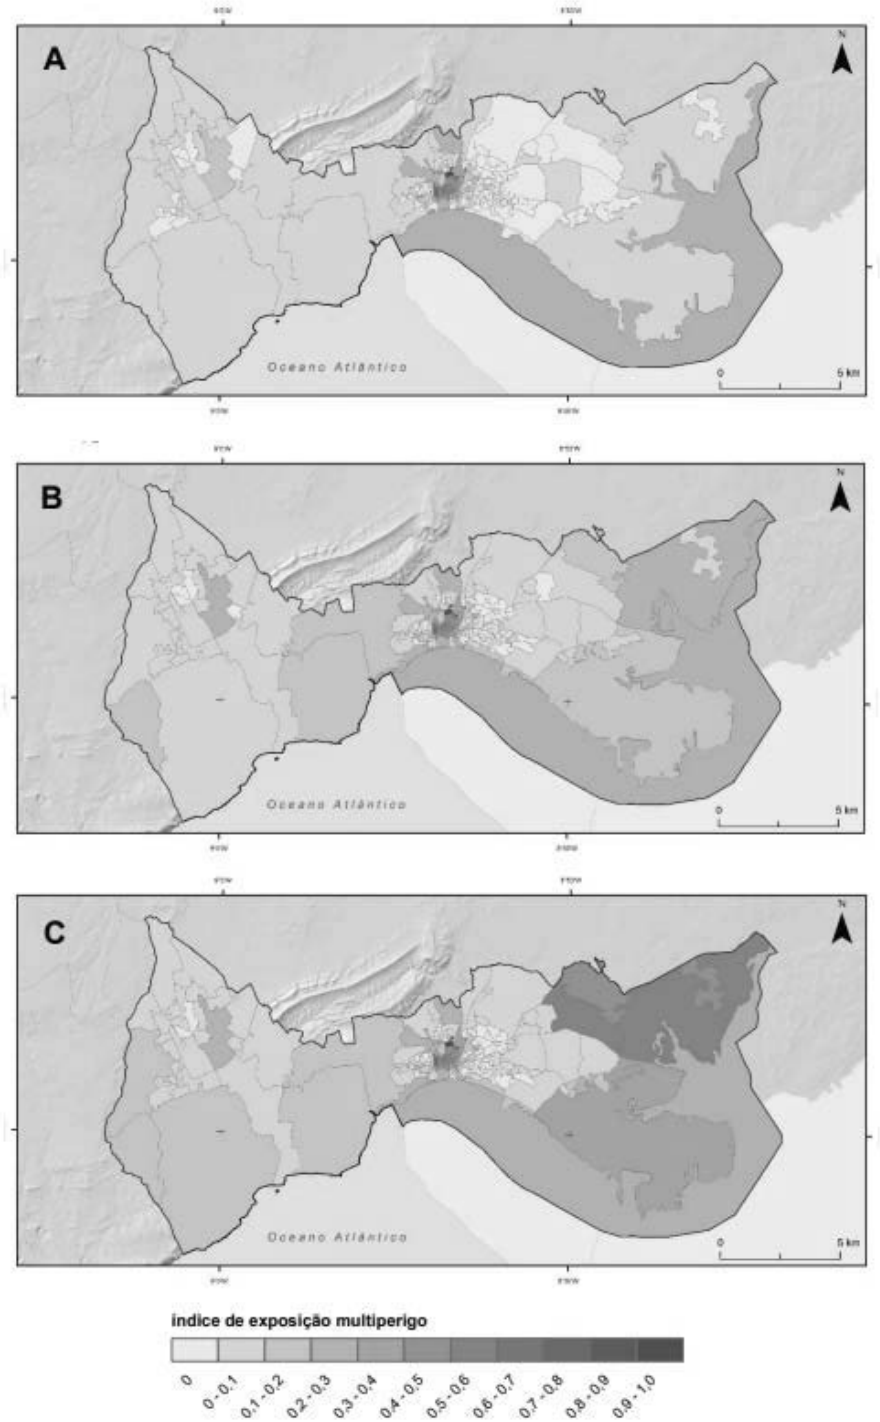 A
N
Oceano Atlântico
0 5 km
B
N
Oceano Atlântico
0 5 km
C
N
Oceano Atlântico
0 5 km
índice de exposição multiperigo
0
0 - 0,1
0,1 - 0,2
0,2 - 0,3
0,3 - 0,4
0,4 - 0,5
0,5 - 0,6
0,6 - 0,7
0,7 - 0,8
0,8 - 0,9
0,9 - 1,0